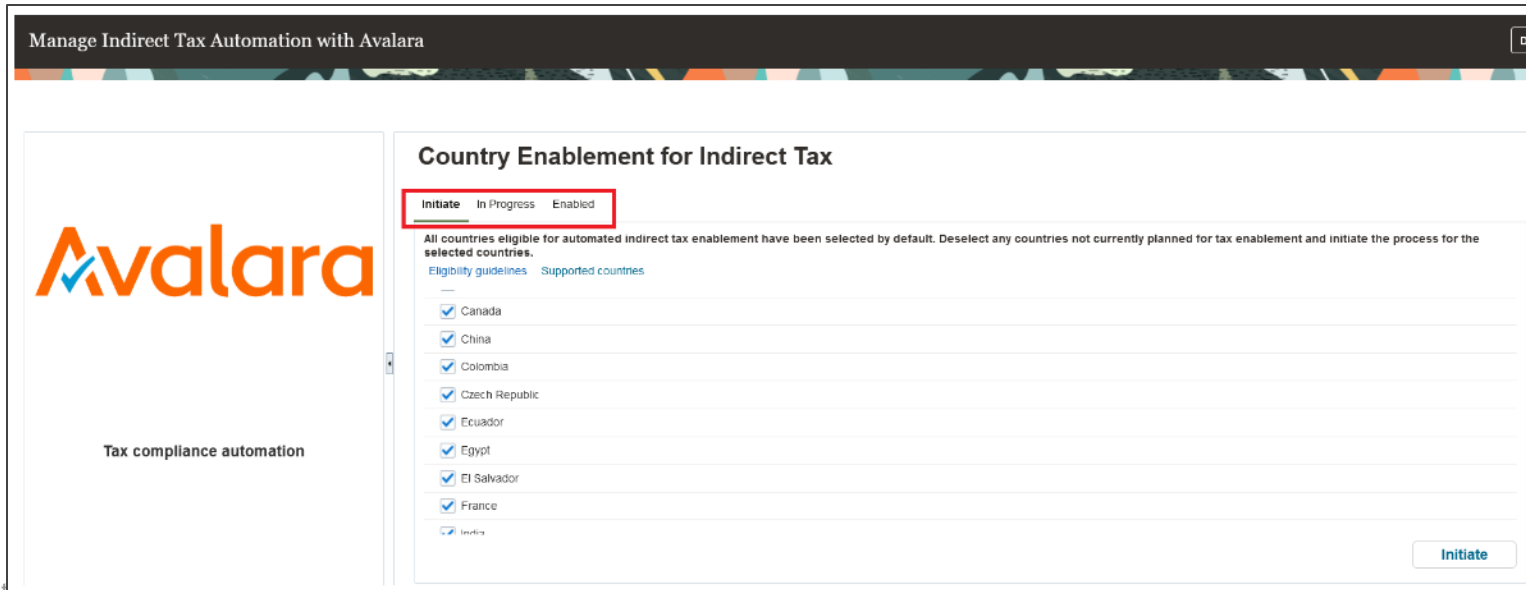 Manage Indirect Tax Automation with Avalara
D
Avalara
Tax compliance automation
Country Enablement for Indirect Tax
Initiate In Progress Enabled
All countries eligible for automated indirect tax enablement have been selected by default. Deselect any countries not currently planned for tax enablement and initiate the process for the
selected countries.
Eligibility guidelines Supported countries
Canada
China
Colombia
Czech Republic
Ecuador
Egypt
El Salvador
France
India
Initiate